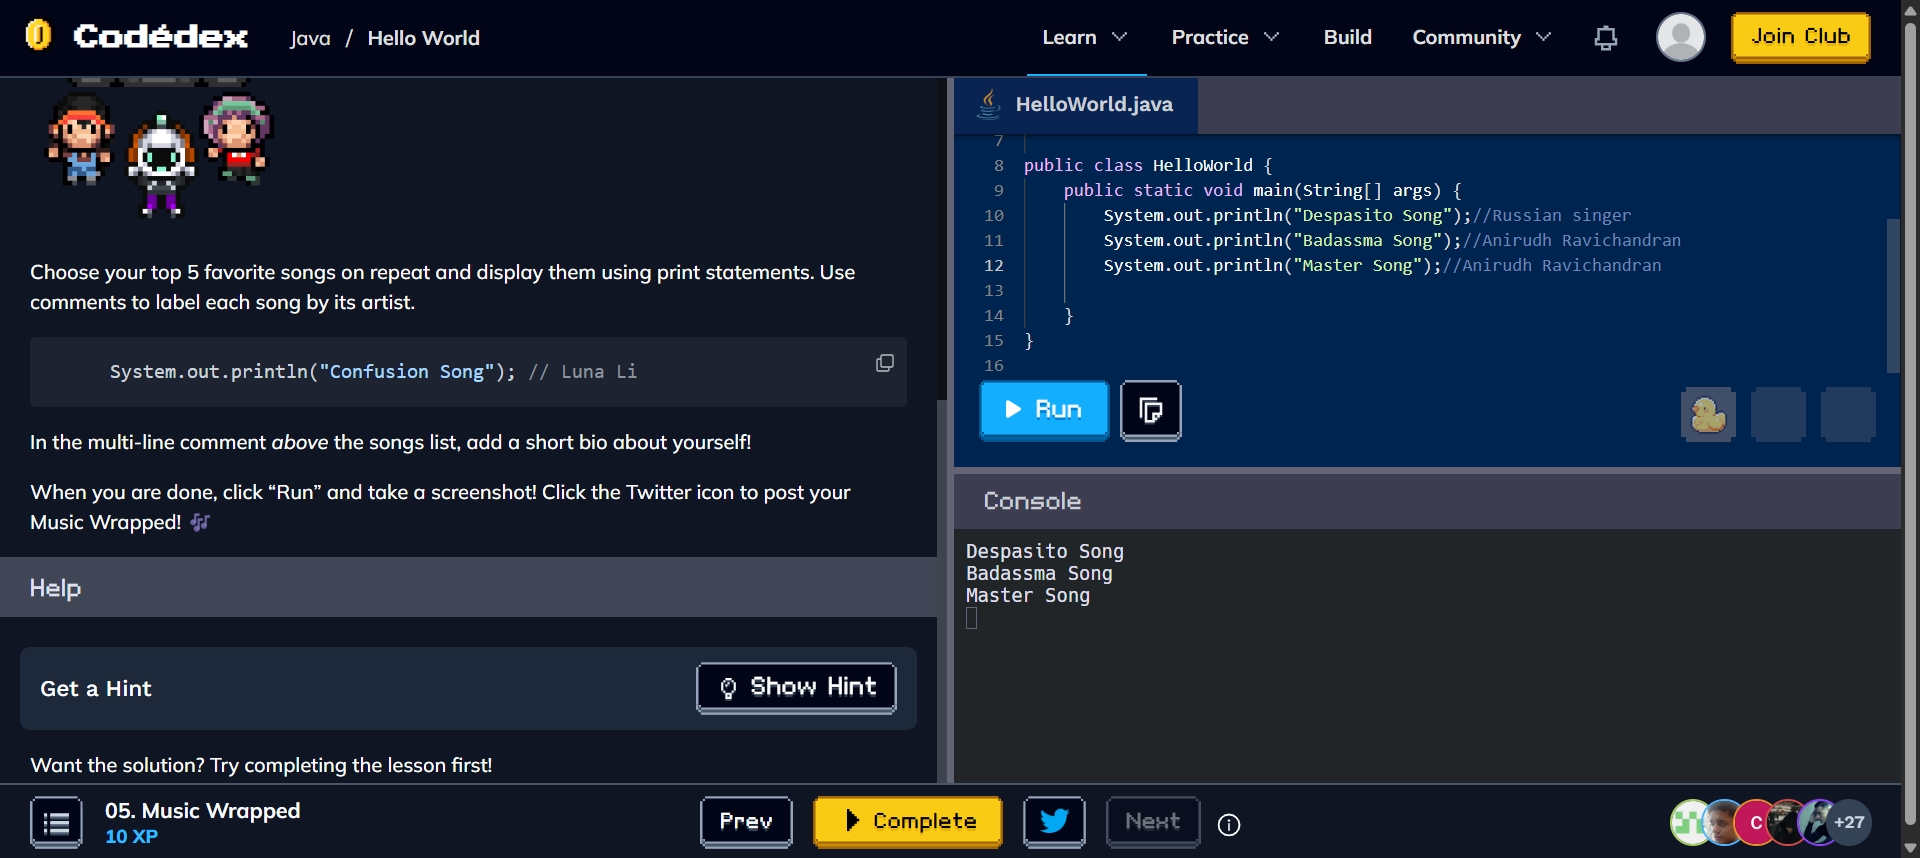 Codédex
Java / Hello World
Learn
Practice
Build
Community
Join Club
Choose your top 5 favorite songs on repeat and display them using print statements. Use
comments to label each song by its artist.
System.out.println("Confusion Song"); // Luna Li
In the multi-line comment above the songs list, add a short bio about yourself!
When you are done, click “Run” and take a screenshot! Click the Twitter icon to post your
Music Wrapped! 🎶
Help
Get a Hint
Show Hint
Want the solution? Try completing the lesson first!
HelloWorld.java
7
8 public class HelloWorld {
9     public static void main(String[] args) {
10         System.out.println("Despasito Song");//Russian singer
11         System.out.println("Badassma Song");//Anirudh Ravichandran
12         System.out.println("Master Song");//Anirudh Ravichandran
13
14     }
15 }
16
Run
Console
Despasito Song
Badassma Song
Master Song
05. Music Wrapped
10 XP
Prev
Complete
Next
C
+27